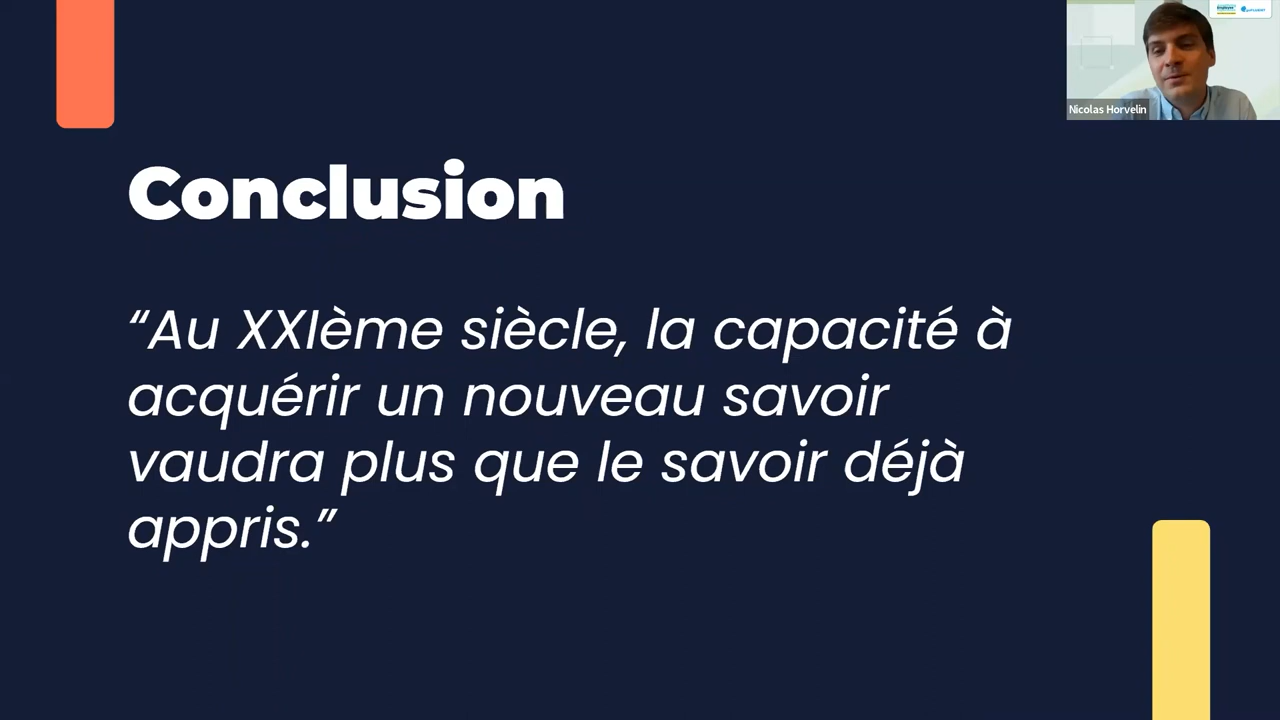 Nicolas Horvelin
Conclusion
“Au XXIème siècle, la capacité à
acquérir un nouveau savoir
vaudra plus que le savoir déjà
appris.”